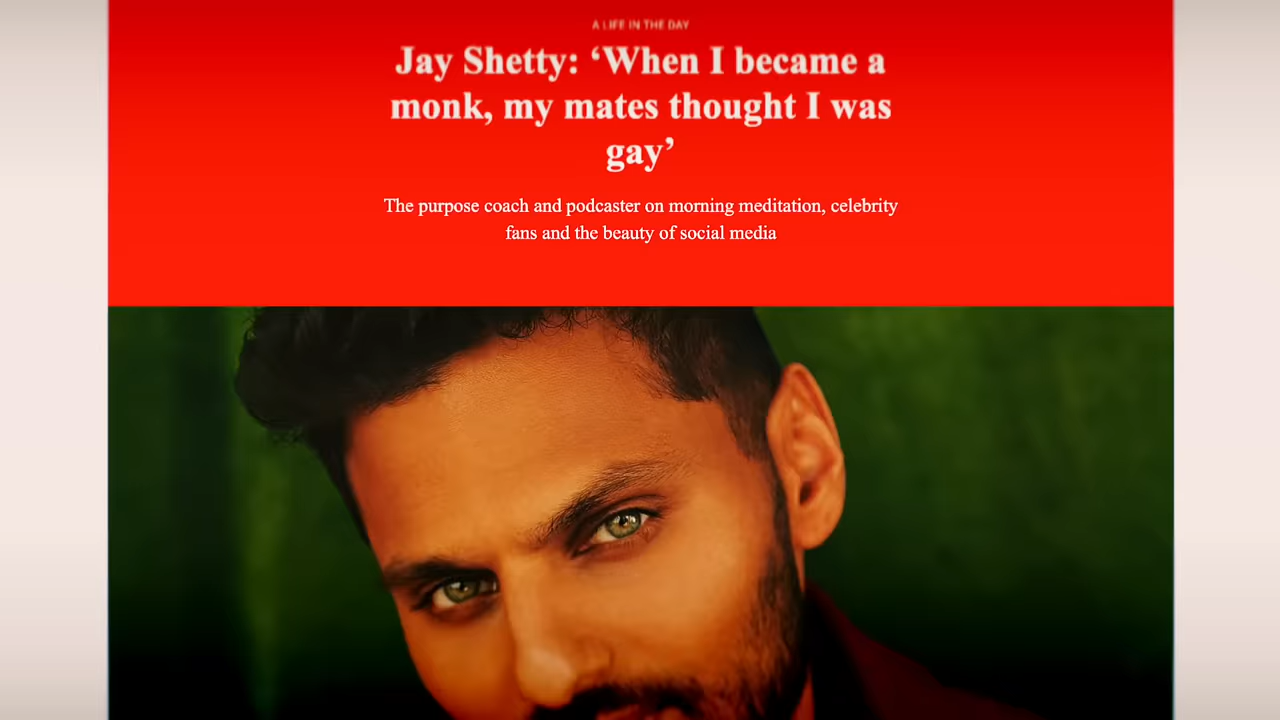 A LIFE IN THE DAY
Jay Shetty: ‘When I became a
monk, my mates thought I was
gay’
The purpose coach and podcaster on morning meditation, celebrity
fans and the beauty of social media